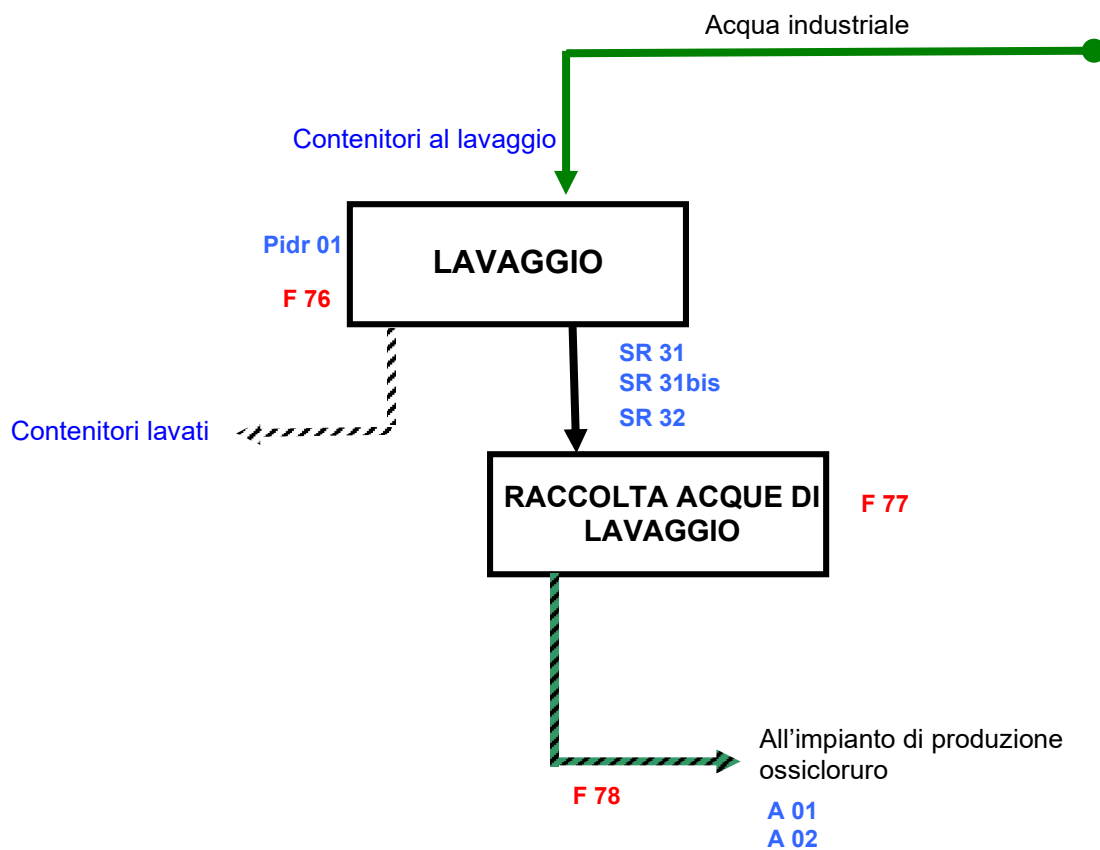 Acqua industriale
Contenitori al lavaggio
Pidr 01
LAVAGGIO
F 76
SR 31
SR 31bis
SR 32
Contenitori lavati
RACCOLTA ACQUE DI
LAVAGGIO
F 77
All’impianto di produzione
ossicloruro
F 78
A 01
A 02